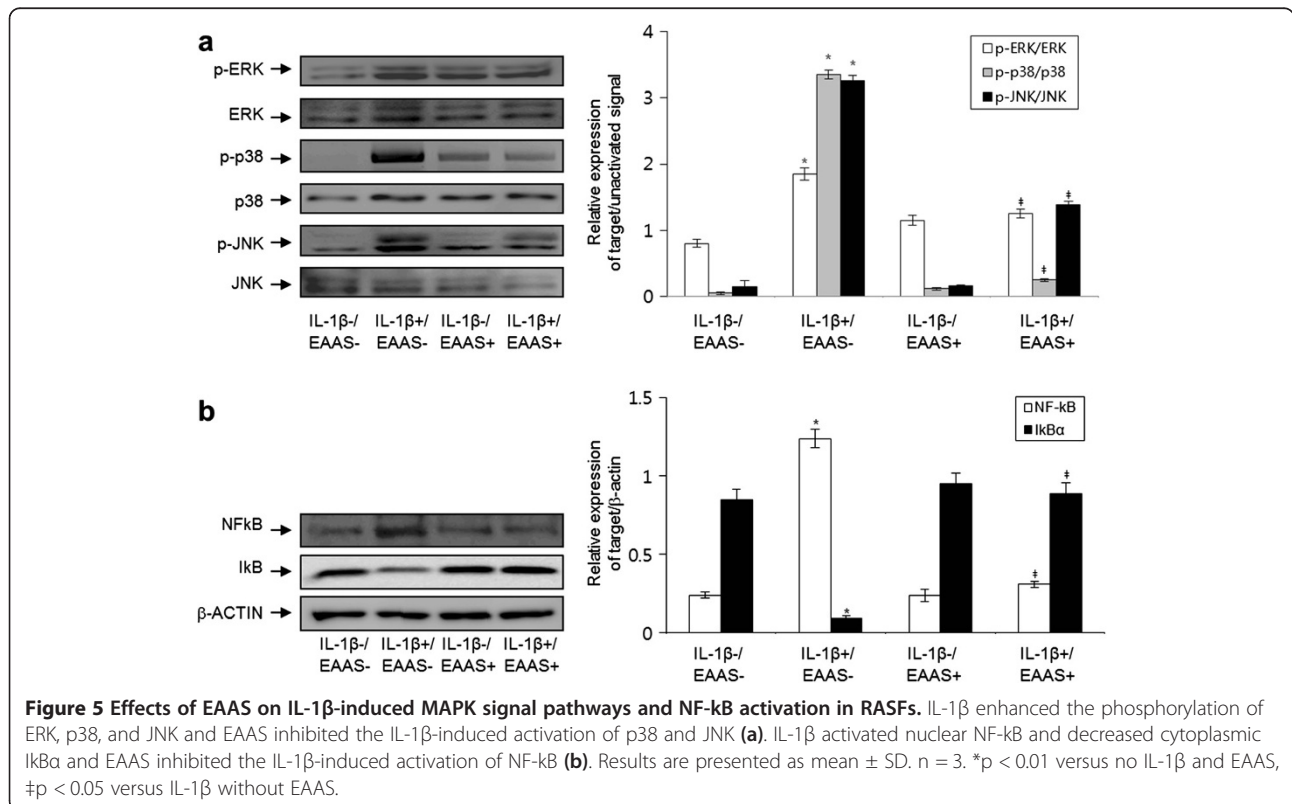 a
p-ERK
ERK
p-p38
p38
p-JNK
JNK
IL-1β-/ IL-1β+/ IL-1β-/ IL-1β+/
EAAS- EAAS- EAAS+ EAAS+
Relative expression
of target/unactivated signal
4
3
2
1
0
* * *
‡ ‡ ‡
p-ERK/ERK
p-p38/p38
p-JNK/JNK
IL-1β-/ IL-1β+/ IL-1β-/ IL-1β+/
EAAS- EAAS- EAAS+ EAAS+
b
NFkB
IkB
β-ACTIN
IL-1β-/ IL-1β+/ IL-1β-/ IL-1β+/
EAAS- EAAS- EAAS+ EAAS+
Relative expression
of target/β-actin
1.5
1
0.5
0
* *
‡ ‡
NF-kB
IkBα
IL-1β-/ IL-1β+/ IL-1β-/ IL-1β+/
EAAS- EAAS- EAAS+ EAAS+
Figure 5 Effects of EAAS on IL-1β-induced MAPK signal pathways and NF-kB activation in RASFs. IL-1β enhanced the phosphorylation of
ERK, p38, and JNK and EAAS inhibited the IL-1β-induced activation of p38 and JNK (a). IL-1β activated nuclear NF-kB and decreased cytoplasmic
IkBα and EAAS inhibited the IL-1β-induced activation of NF-kB (b). Results are presented as mean ± SD. n = 3. *p < 0.01 versus no IL-1β and EAAS,
‡p < 0.05 versus IL-1β without EAAS.